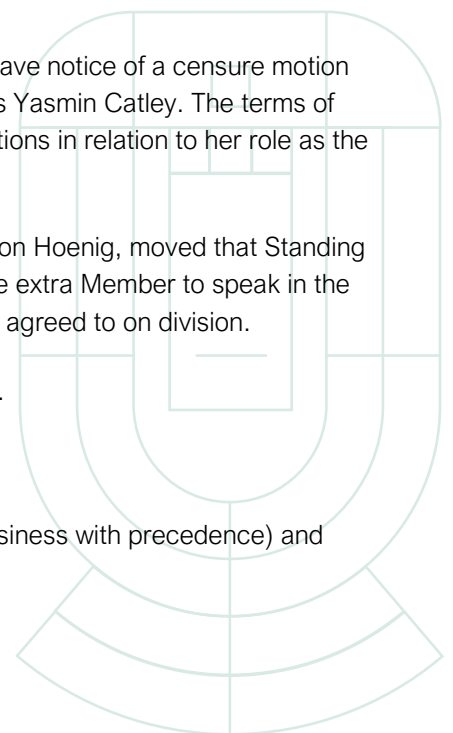 ave notice of a censure motion
s Yasmin Catley. The terms of
tions in relation to her role as the
on Hoenig, moved that Standing
e extra Member to speak in the
agreed to on division.
.
siness with precedence) and